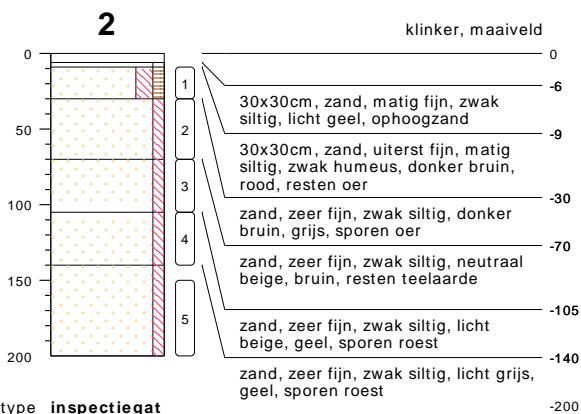 2
klinker, maaiveld
0
0
-6
30x30cm, zand, matig fijn, zwak
siltig, licht geel, ophoogzand
-9
30x30cm, zand, uiterst fijn, matig
siltig, zwak humeus, donker bruin,
rood, resten oer
-30
zand, zeer fijn, zwak siltig, donker
bruin, grijs, sporen oer
-70
zand, zeer fijn, zwak siltig, neutraal
beige, bruin, resten teelaarde
-105
zand, zeer fijn, zwak siltig, licht
beige, geel, sporen roest
-140
zand, zeer fijn, zwak siltig, licht grijs,
geel, sporen roest
-200
50
100
150
200
1
2
3
4
5
type inspectiegat